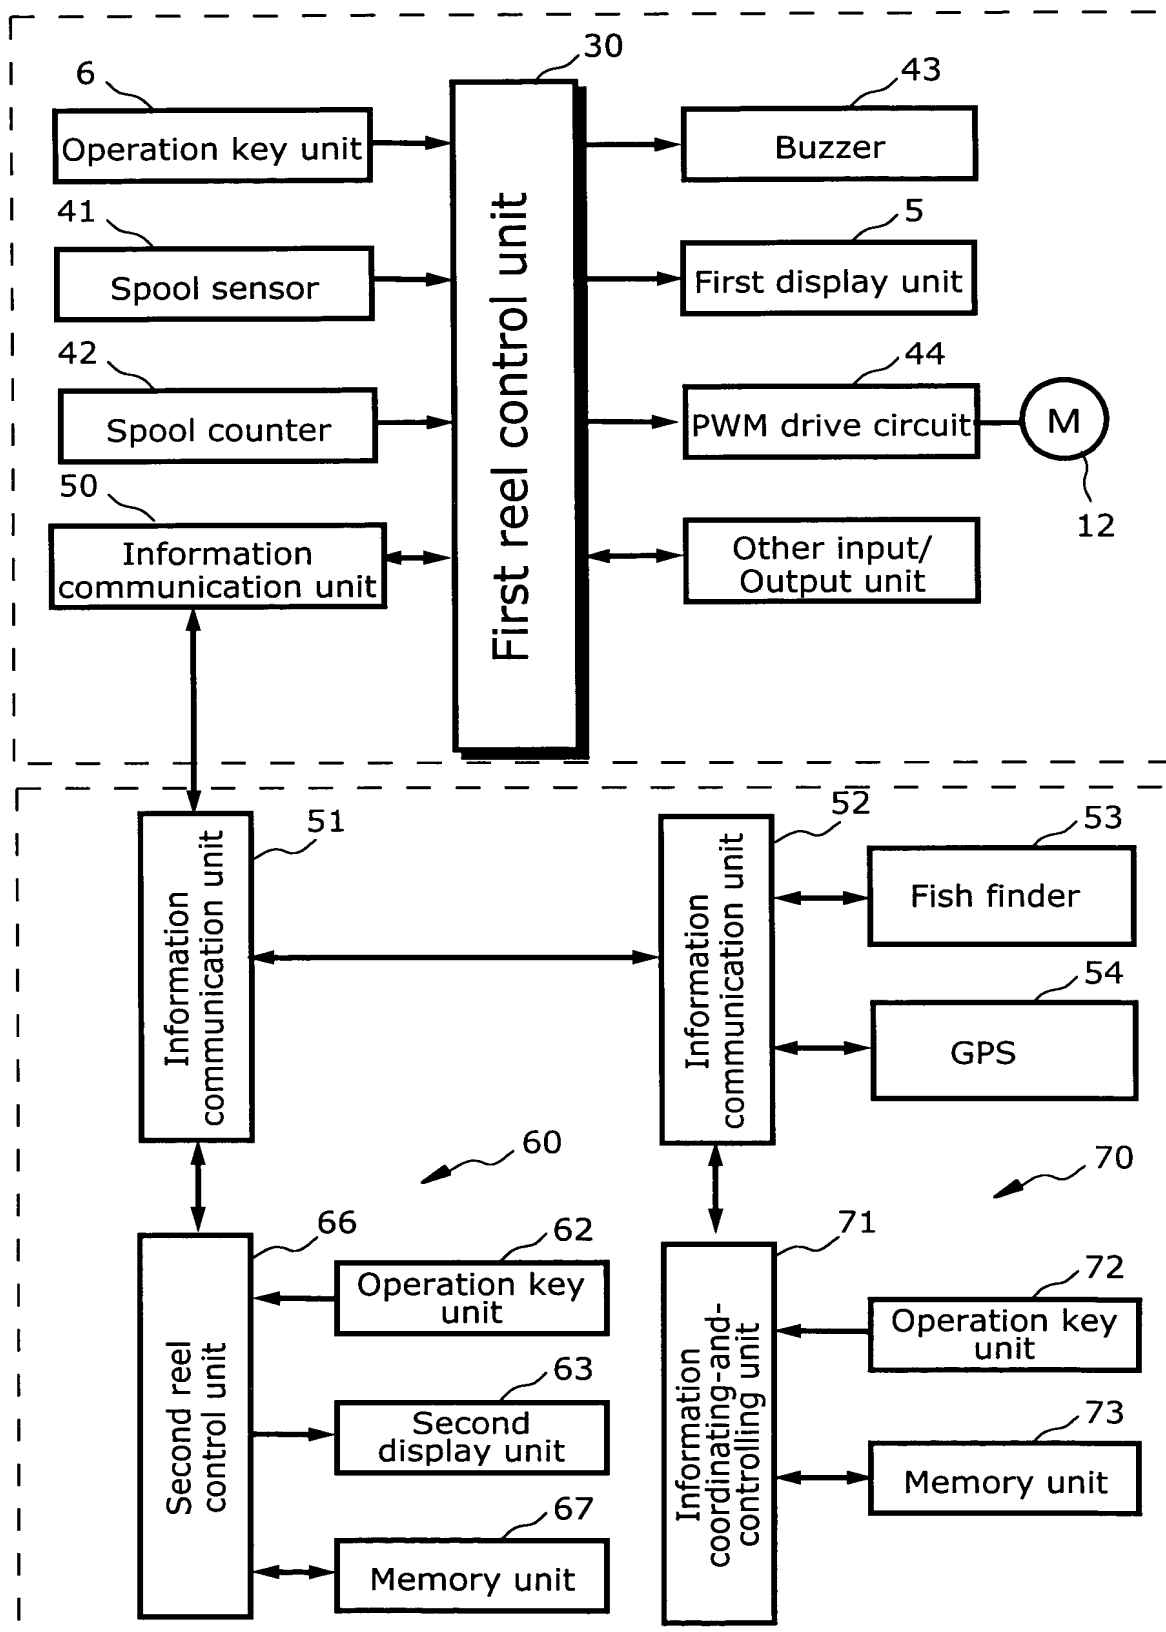 30
6
Operation key unit
43
Buzzer
41
Spool sensor
5
First display unit
42
Spool counter
44
PWM drive circuit
M
12
50
Information
communication unit
Other input/
Output unit
First reel control unit
51
Information
communication unit
52
Information
communication unit
53
Fish finder
54
GPS
60
70
66
Second reel
control unit
62
Operation key
unit
63
Second
display unit
67
Memory unit
71
Information
coordinating-and-
controlling unit
72
Operation key
unit
73
Memory unit